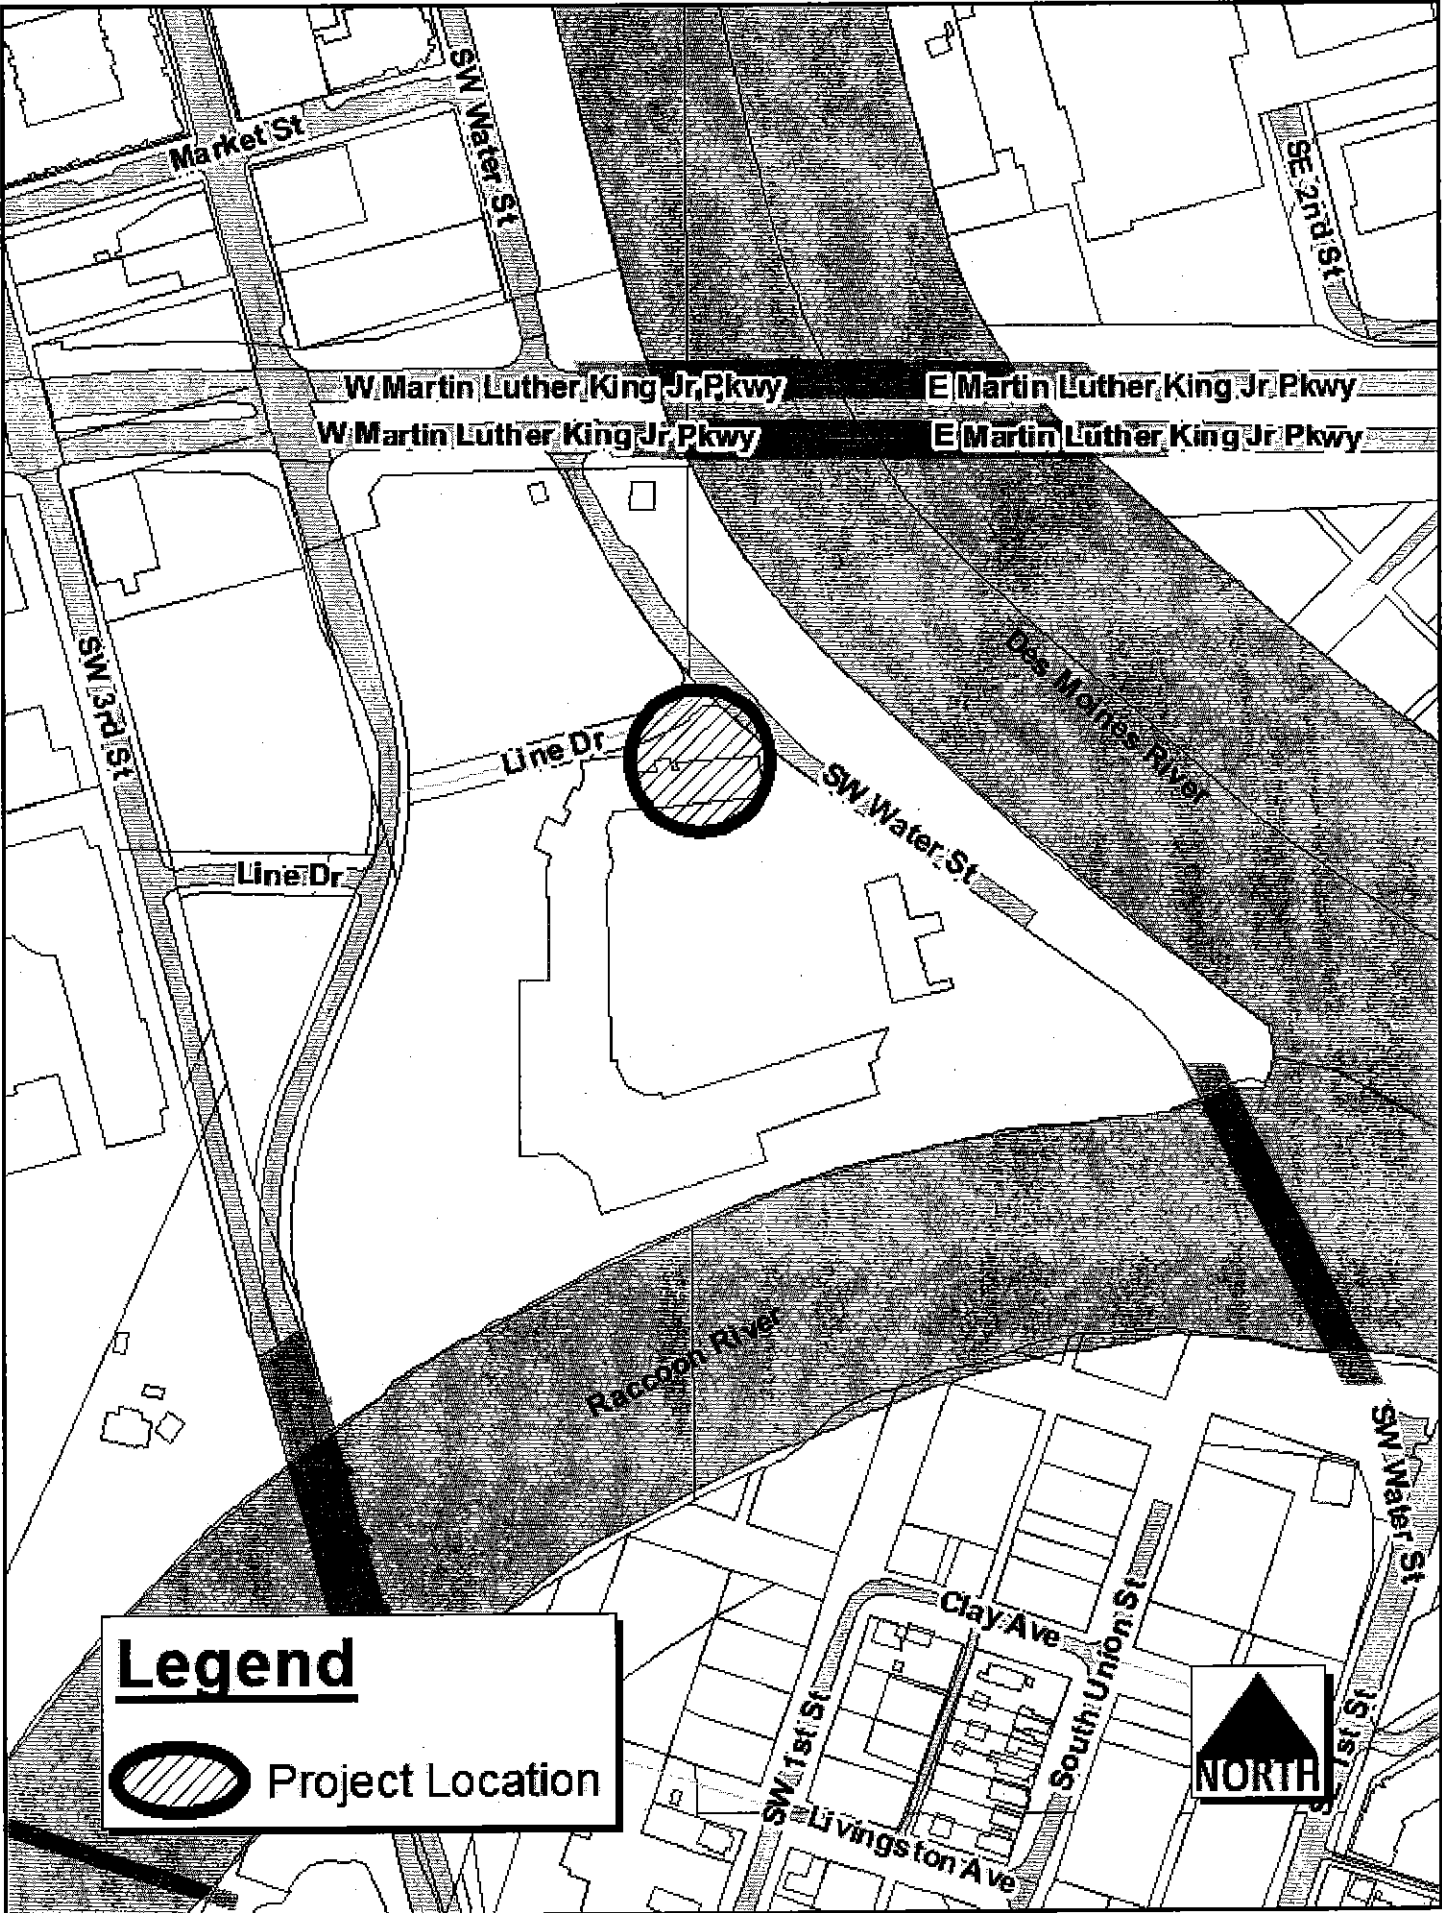 SW Water St
Market St
SE 2nd St
W Martin Luther King Jr Pkwy
E Martin Luther King Jr Pkwy
W Martin Luther King Jr Pkwy
E Martin Luther King Jr Pkwy
SW 3rd St
Des Moines River
Line Dr
SW Water St
Line Dr
Raccoon River
SW Water St
Clay Ave
South Union St
SW 1st St
1st St
Livingston Ave
Legend
Project Location
NORTH